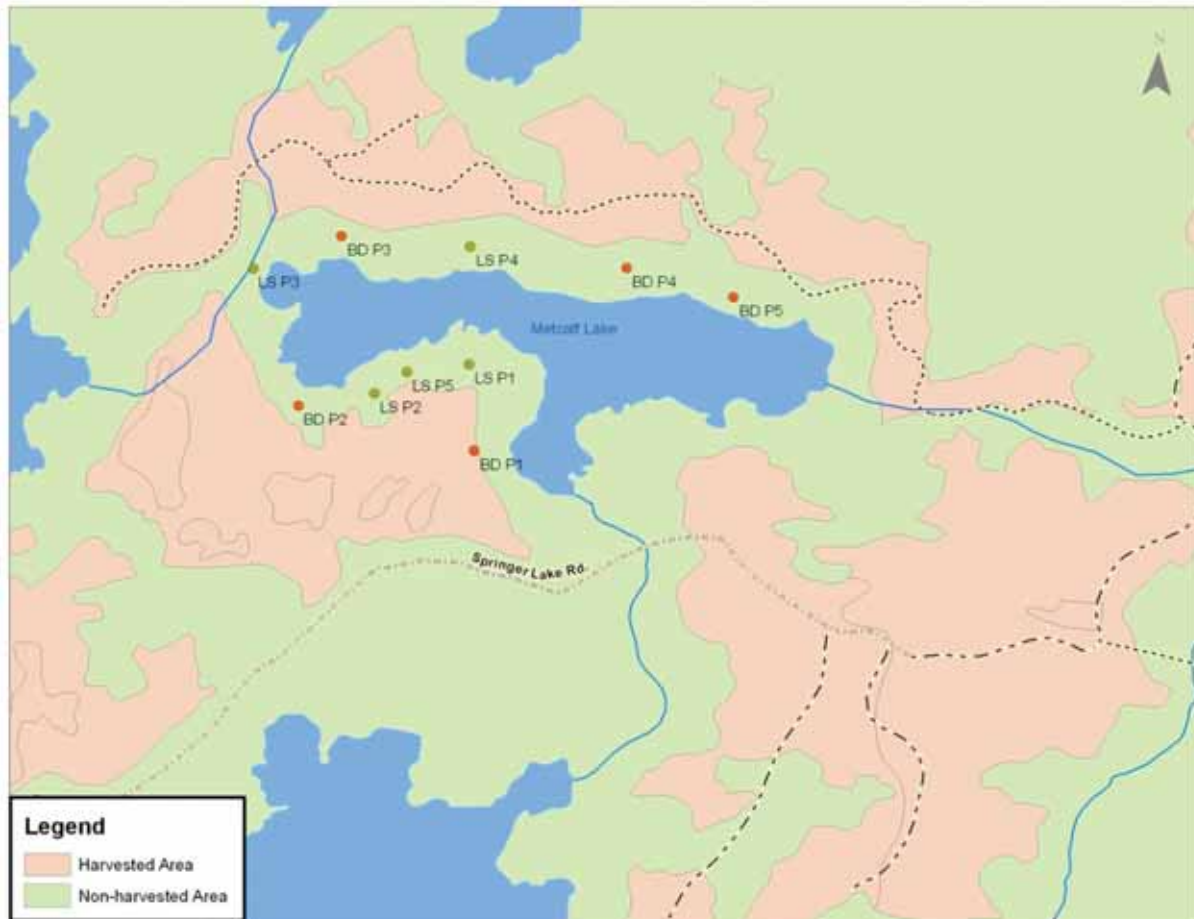 N
BD P3
LS P4
LS P3
BD P4
BD P5
Metcalf Lake
LS P1
LS P5
LS P2
BD P2
BD P1
Springer Lake Rd.
Legend
Harvested Area
Non-harvested Area